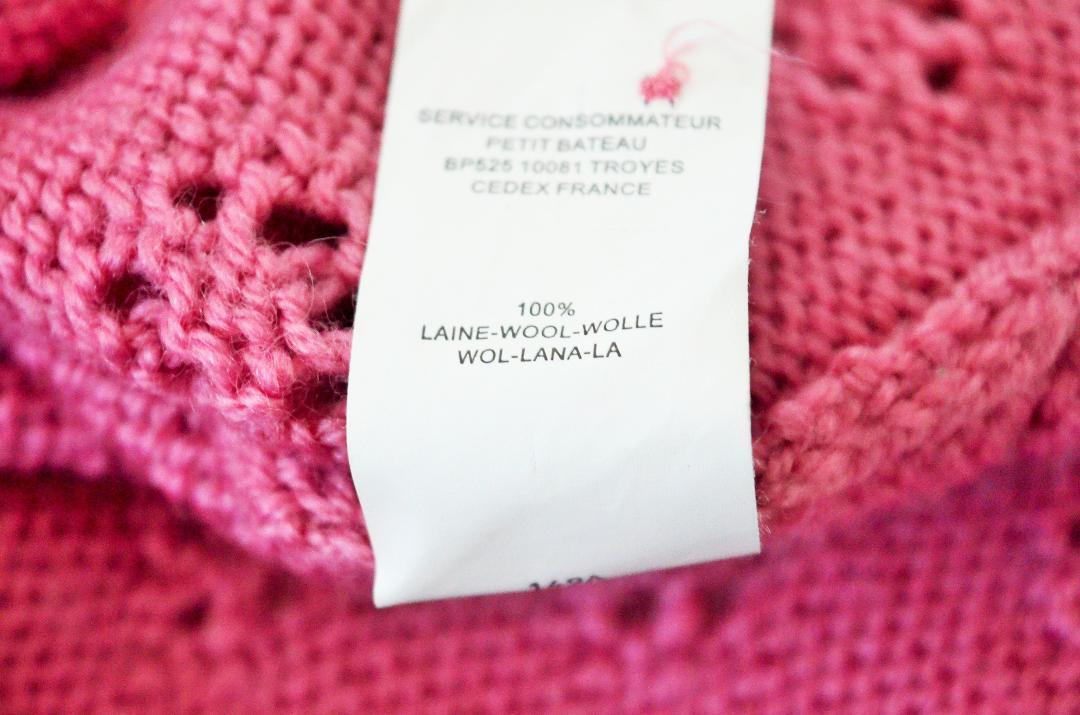 SERVICE CONSOMMATEUR
PETIT BATEAU
BP525 10081 TROYES
CEDEX FRANCE
100%
LAINE-WOOL-WOLLE
WOL-LANA-LA